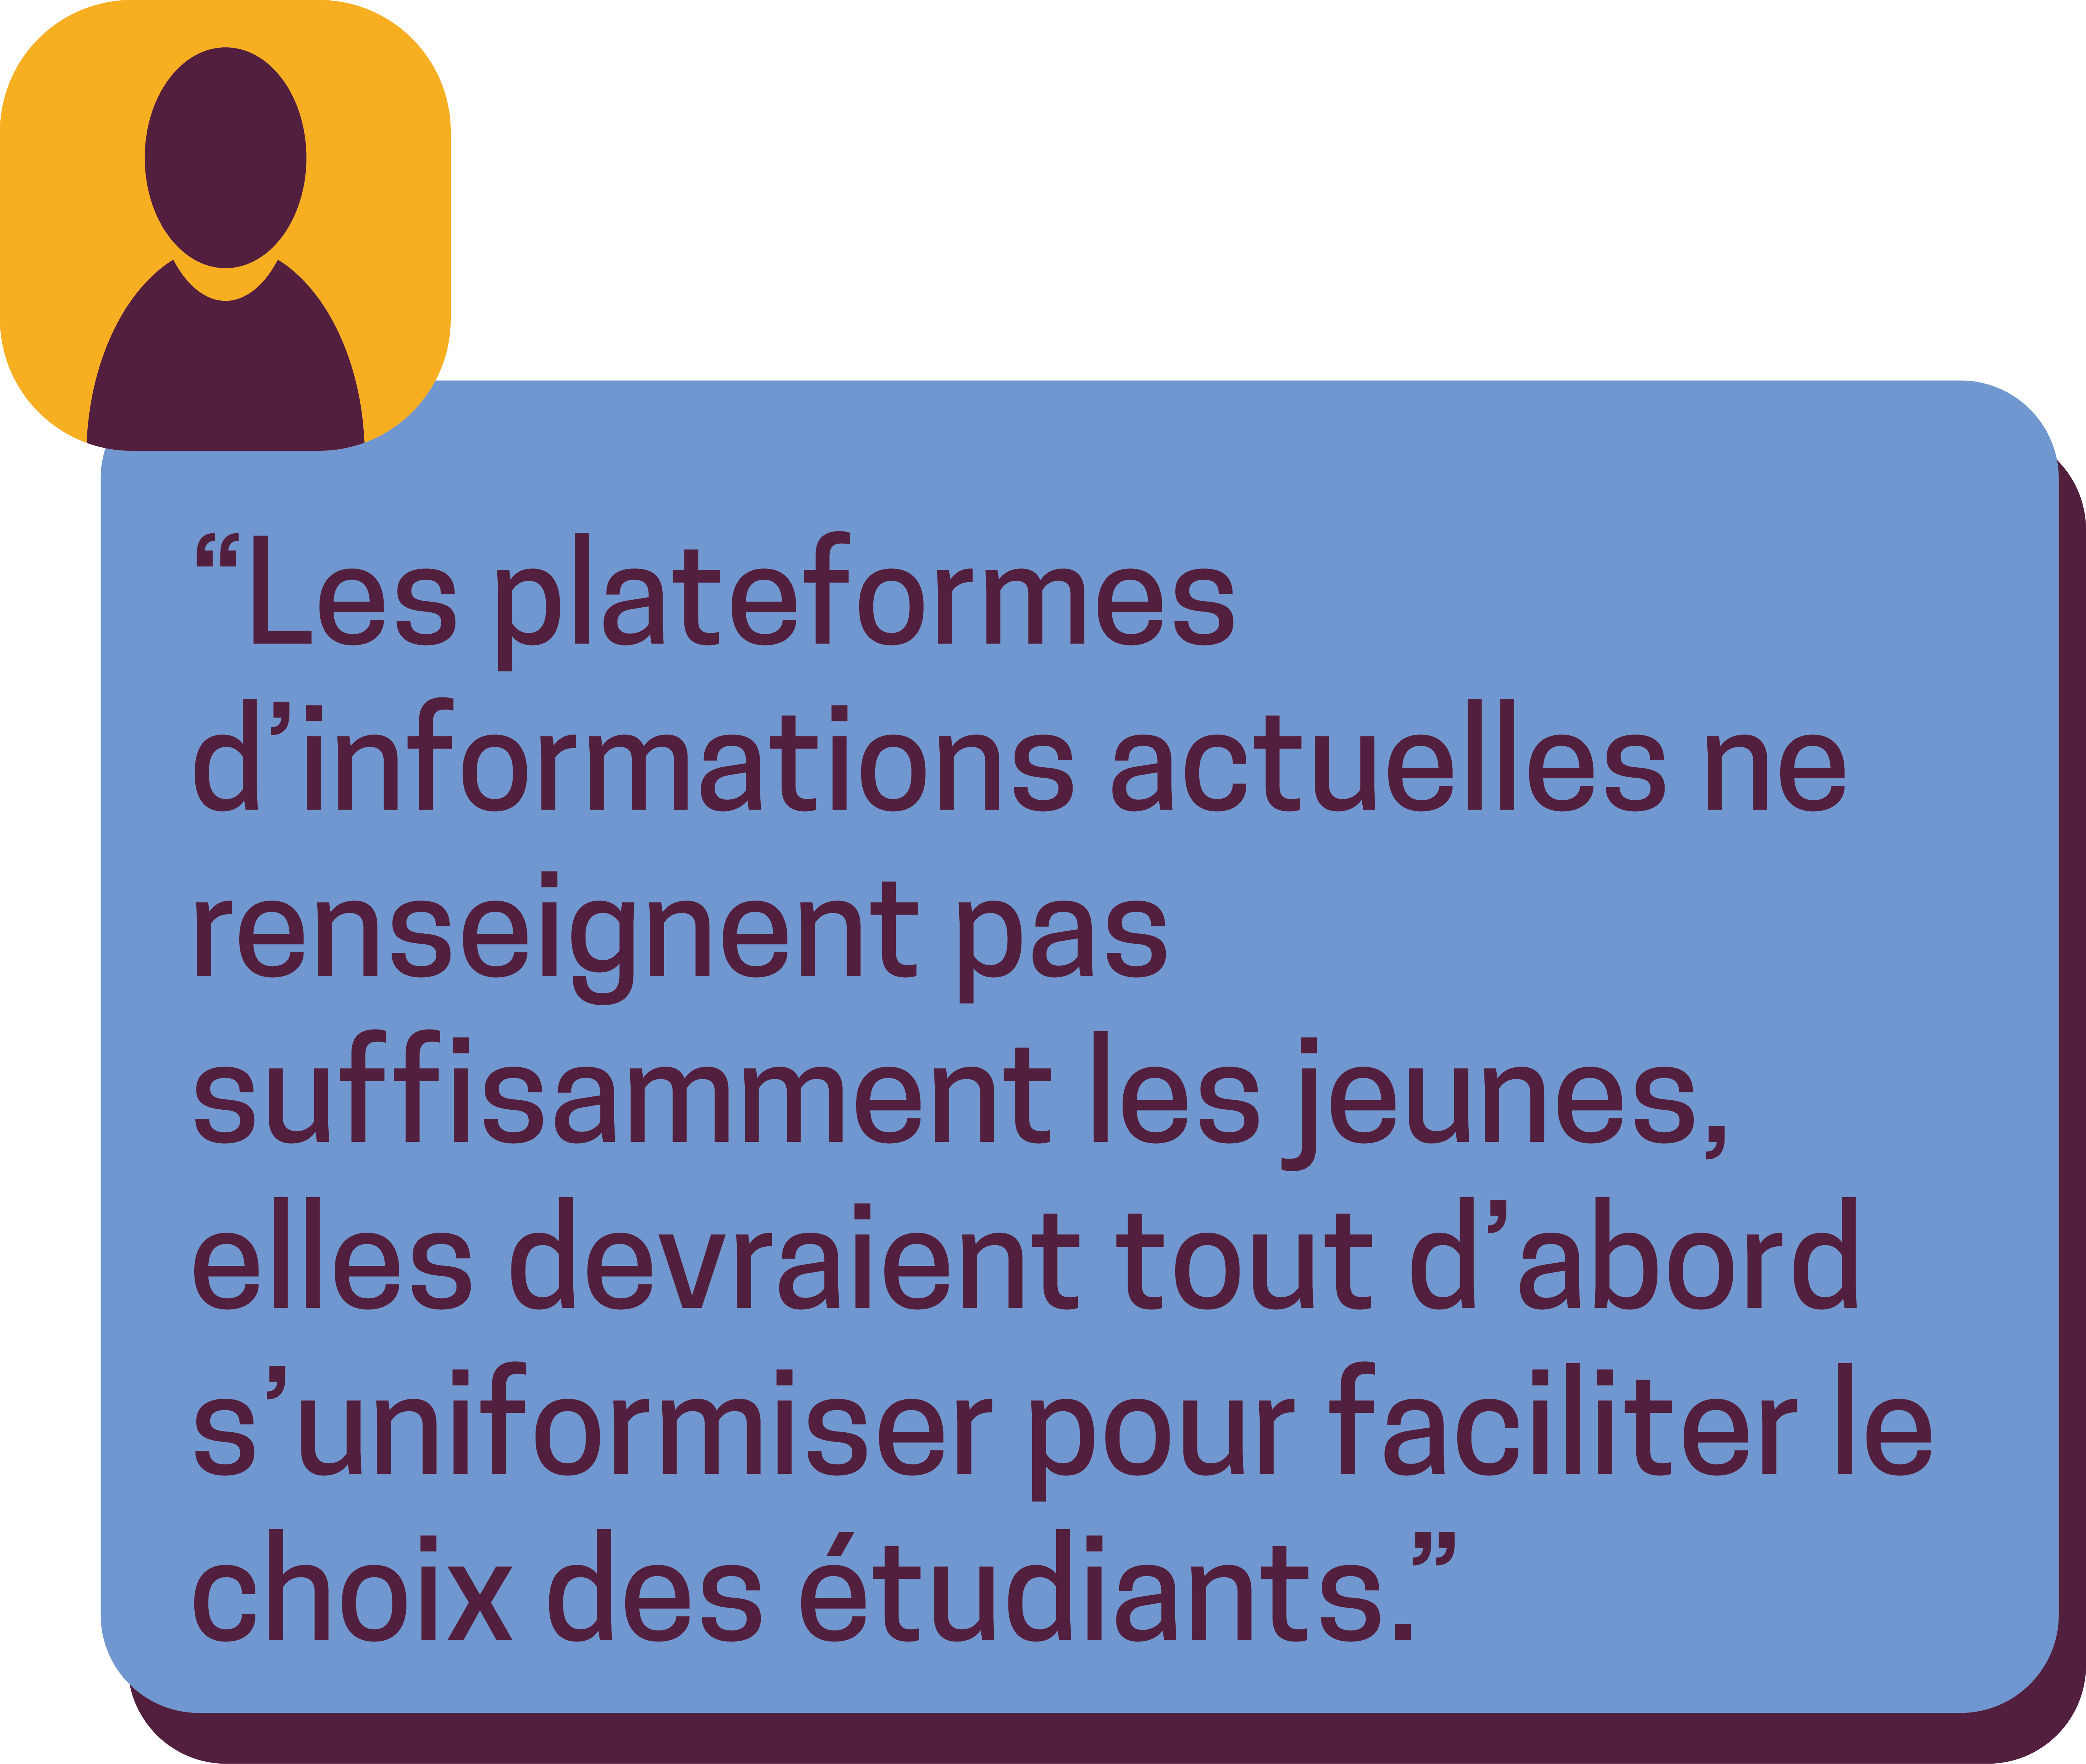 “Les plateformes
d’informations actuelles ne
renseignent pas
suffisamment les jeunes,
elles devraient tout d’abord
s’uniformiser pour faciliter le
choix des étudiants.”